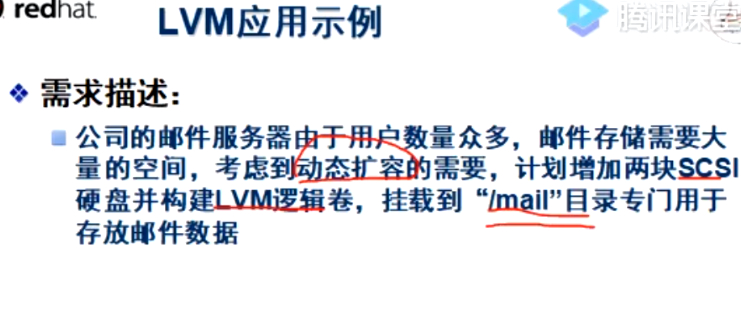 redhat.
LVM应用示例
腾讯课堂
需求描述：
公司的邮件服务器由于用户数量众多，邮件存储需要大
量的空间，考虑到动态扩容的需要，计划增加两块SCSI
硬盘并构建LVM逻辑卷，挂载到“/mail”目录专门用于
存放邮件数据